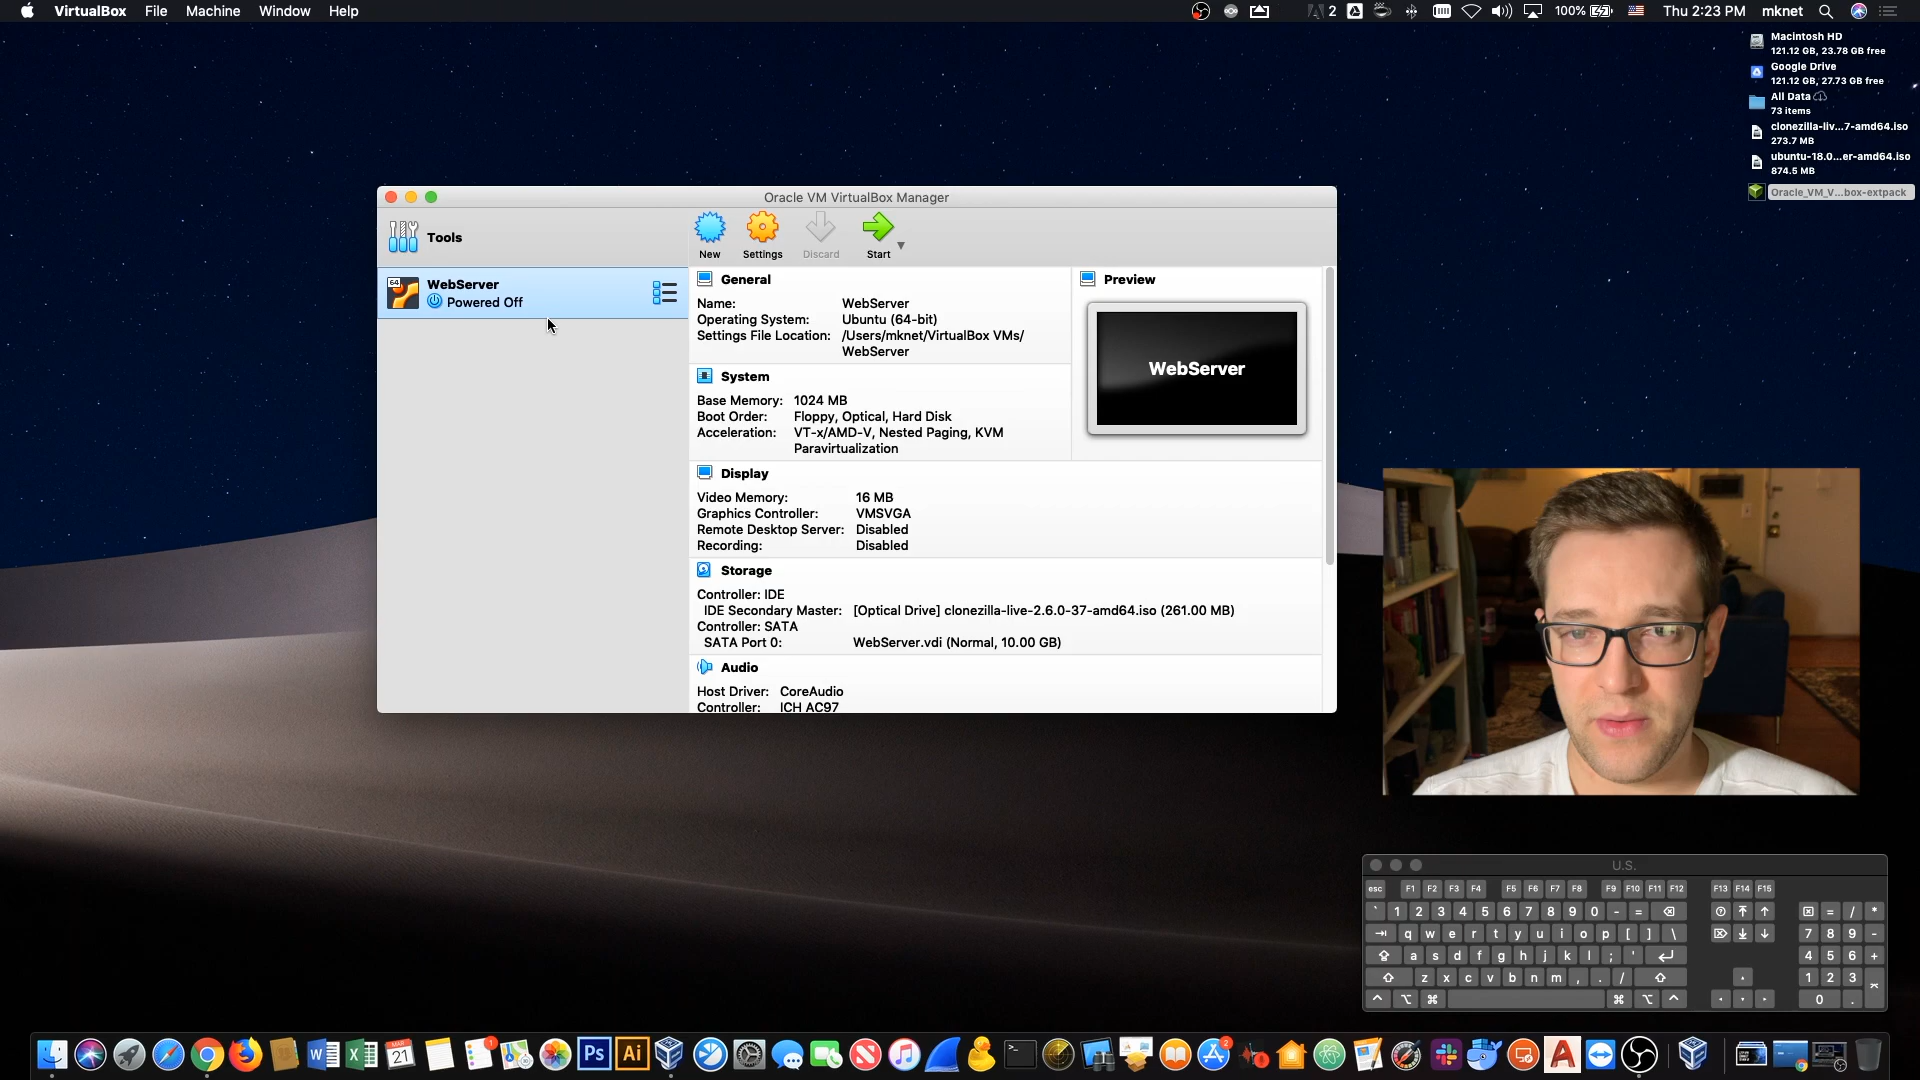 VirtualBox File Machine Window Help
2 100% Thu 2:23 PM mknet
Macintosh HD
121.12 GB, 23.78 GB free
Google Drive
121.12 GB, 27.73 GB free
All Data
73 items
clonezilla-liv...7-amd64.iso
273.7 MB
ubuntu-18.0...er-amd64.iso
874.5 MB
Oracle_VM_V...box-extpack
Oracle VM VirtualBox Manager
Tools
New Settings Discard Start
64 WebServer
Powered Off
General
Name: WebServer
Operating System: Ubuntu (64-bit)
Settings File Location: /Users/mknet/VirtualBox VMs/
WebServer
Preview
WebServer
System
Base Memory: 1024 MB
Boot Order: Floppy, Optical, Hard Disk
Acceleration: VT-x/AMD-V, Nested Paging, KVM
Paravirtualization
Display
Video Memory: 16 MB
Graphics Controller: VMSVGA
Remote Desktop Server: Disabled
Recording: Disabled
Storage
Controller: IDE
IDE Secondary Master: [Optical Drive] clonezilla-live-2.6.0-37-amd64.iso (261.00 MB)
Controller: SATA
SATA Port 0: WebServer.vdi (Normal, 10.00 GB)
Audio
Host Driver: CoreAudio
Controller: ICH AC97
U.S.
esc F1 F2 F3 F4 F5 F6 F7 F8 F9 F10 F11 F12 F13 F14 F15
` 1 2 3 4 5 6 7 8 9 0 - = = / *
q w e r t y u i o p [ ] \ 7 8 9 -
a s d f g h j k l ; ' 4 5 6 +
z x c v b n m , . / 1 2 3
0 .
MAR 21 1 Ps Ai 2